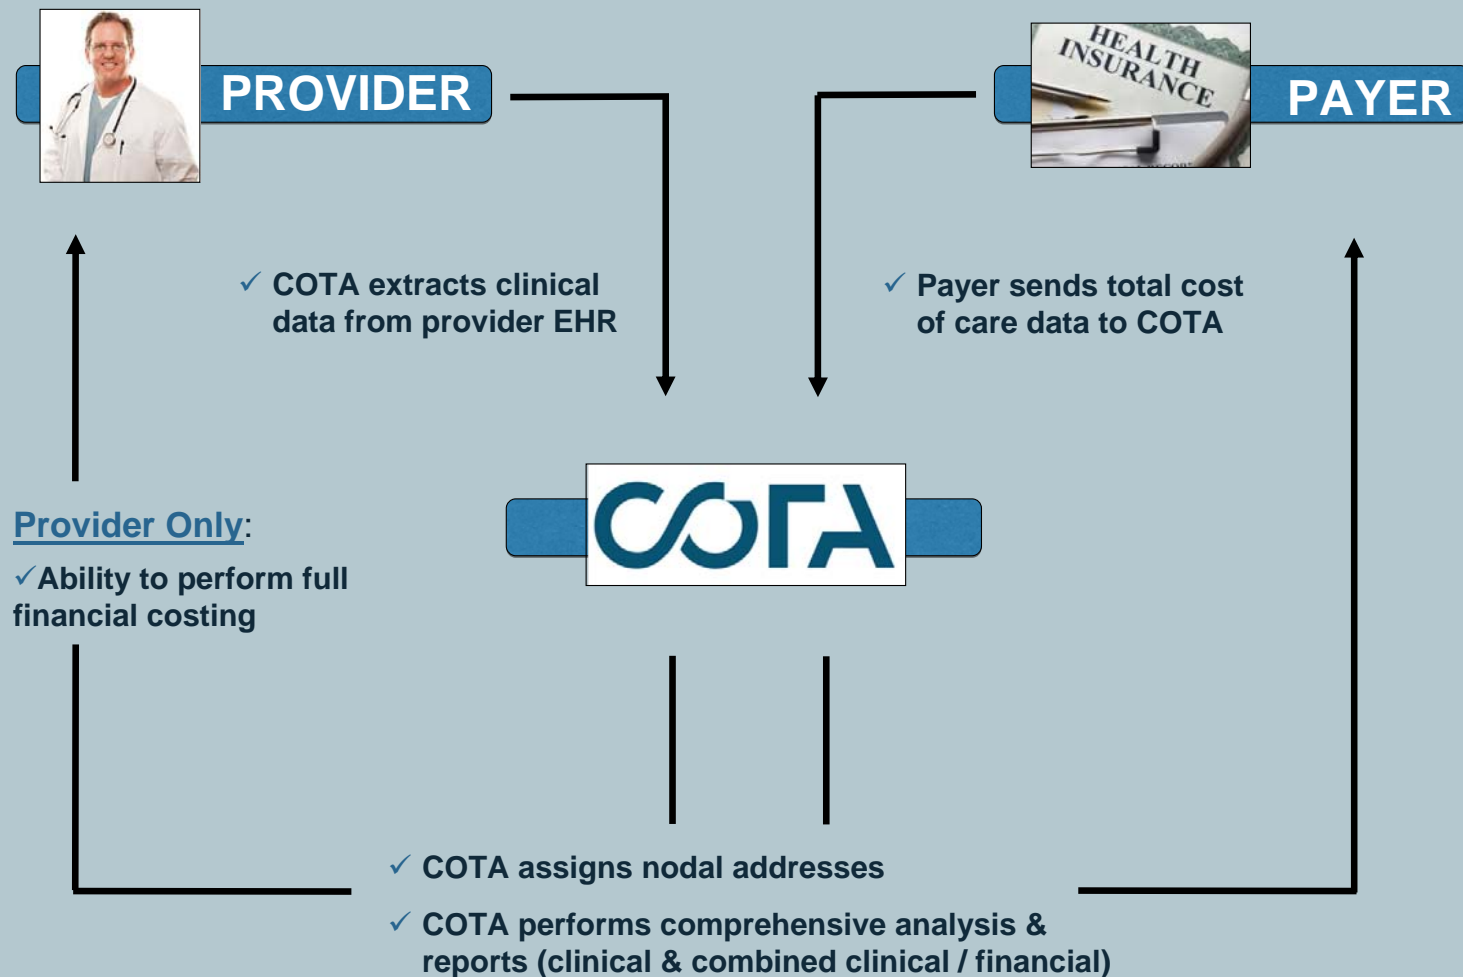 PROVIDER
HEALTH
INSURANCE
PAYER
✓ COTA extracts clinical
data from provider EHR
✓ Payer sends total cost
of care data to COTA
COTA
Provider Only:
✓Ability to perform full
financial costing
✓ COTA assigns nodal addresses
✓ COTA performs comprehensive analysis &
reports (clinical & combined clinical / financial)